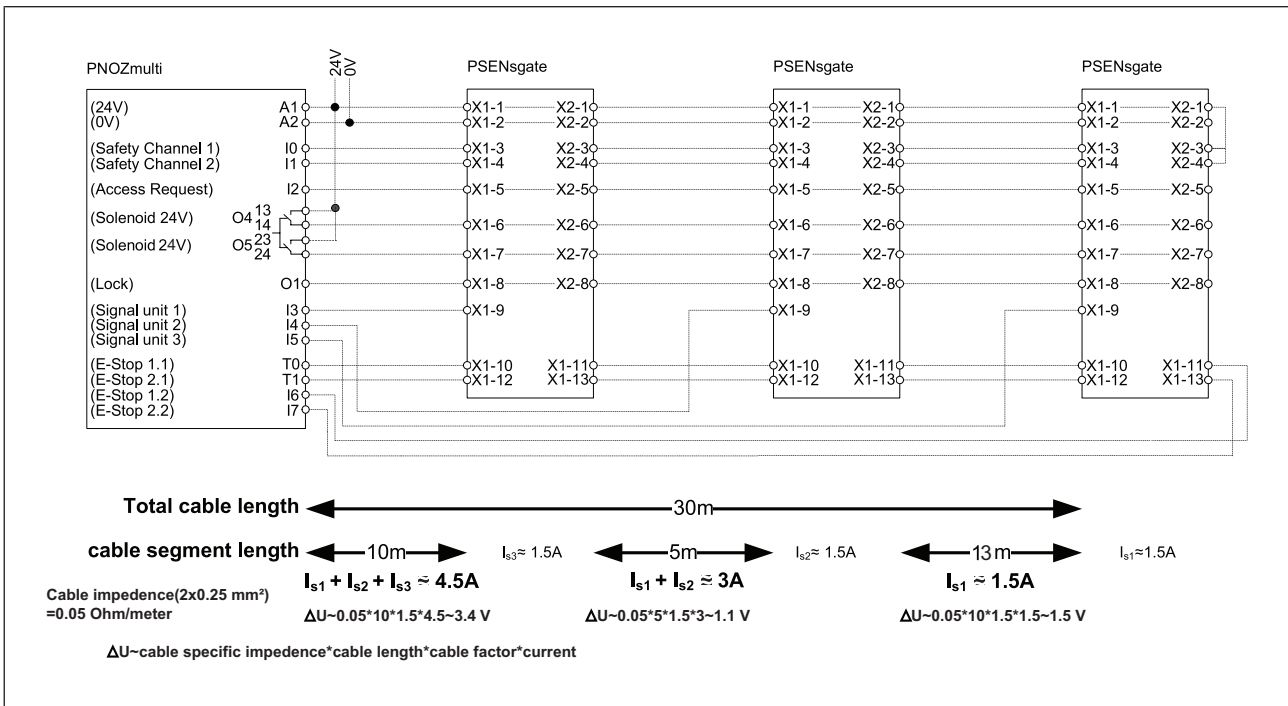 24V
0V
PNOZmulti PSENsgate PSENsgate PSENsgate
(24V) A1 X1-1 X2-1 X1-1 X2-1 X1-1 X2-1
(0V) A2 X1-2 X2-2 X1-2 X2-2 X1-2 X2-2
(Safety Channel 1) I0 X1-3 X2-3 X1-3 X2-3 X1-3 X2-3
(Safety Channel 2) I1 X1-4 X2-4 X1-4 X2-4 X1-4 X2-4
(Access Request) I2 X1-5 X2-5 X1-5 X2-5 X1-5 X2-5
13
(Solenoid 24V) O4
14 X1-6 X2-6 X1-6 X2-6 X1-6 X2-6
23
(Solenoid 24V) O5
24 X1-7 X2-7 X1-7 X2-7 X1-7 X2-7
(Lock) O1 X1-8 X2-8 X1-8 X2-8 X1-8 X2-8
(Signal unit 1) I3 X1-9 X1-9 X1-9
(Signal unit 2) I4
(Signal unit 3) I5
(E-Stop 1.1) T0 X1-10 X1-11 X1-10 X1-11 X1-10 X1-11
(E-Stop 2.1) T1 X1-12 X1-13 X1-12 X1-13 X1-12 X1-13
(E-Stop 1.2) I6
(E-Stop 2.2) I7
Total cable length 30m
cable segment length 10m Is3≈ 1.5A 5m Is2≈ 1.5A 13m Is1≈1.5A
Is1 + Is2 + Is3 ≈ 4.5A Is1 + Is2 ≈ 3A Is1 ≈ 1.5A
Cable impedence(2x0.25 mm²)
=0.05 Ohm/meter
ΔU~0.05*10*1.5*4.5~3.4 V ΔU~0.05*5*1.5*3~1.1 V ΔU~0.05*10*1.5*1.5~1.5 V
ΔU~cable specific impedence*cable length*cable factor*current